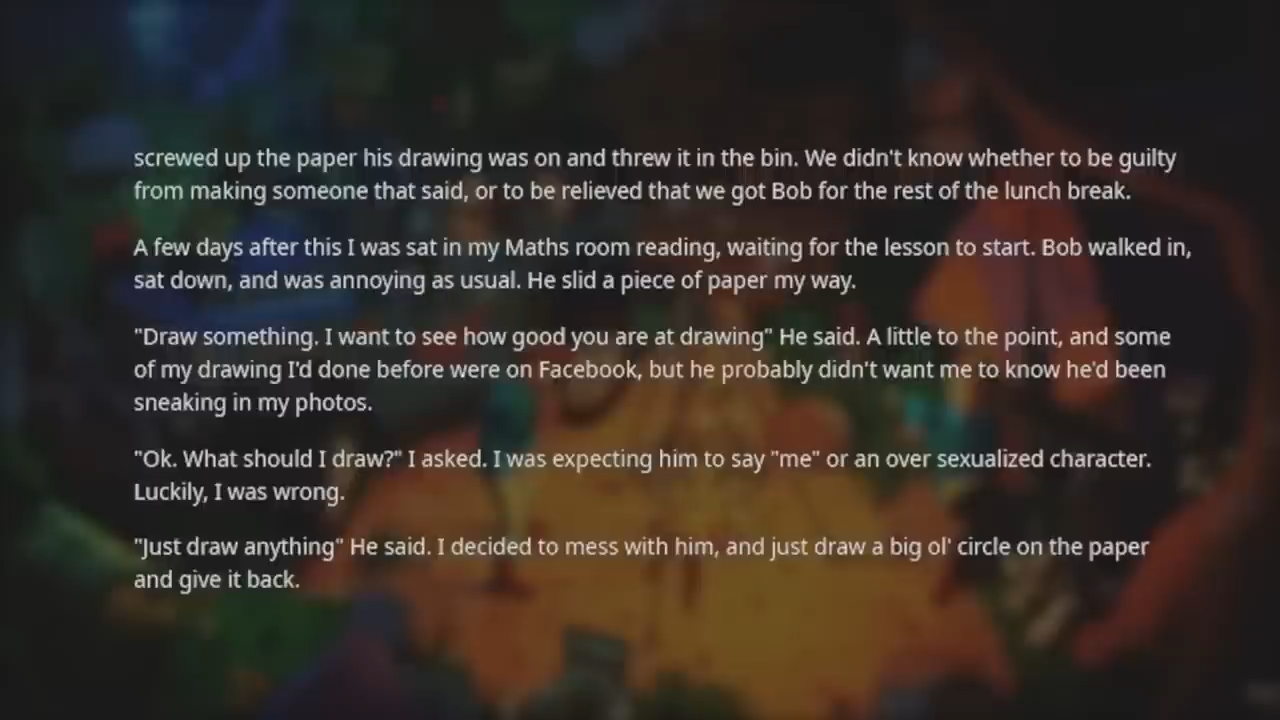 screwed up the paper his drawing was on and threw it in the bin. We didn't know whether to be guilty
from making someone that said, or to be relieved that we got Bob for the rest of the lunch break.
A few days after this I was sat in my Maths room reading, waiting for the lesson to start. Bob walked in,
sat down, and was annoying as usual. He slid a piece of paper my way.
"Draw something. I want to see how good you are at drawing" He said. A little to the point, and some
of my drawing I'd done before were on Facebook, but he probably didn't want me to know he'd been
sneaking in my photos.
"Ok. What should I draw?" I asked. I was expecting him to say "me" or an over sexualized character.
Luckily, I was wrong.
"Just draw anything" He said. I decided to mess with him, and just draw a big ol' circle on the paper
and give it back.